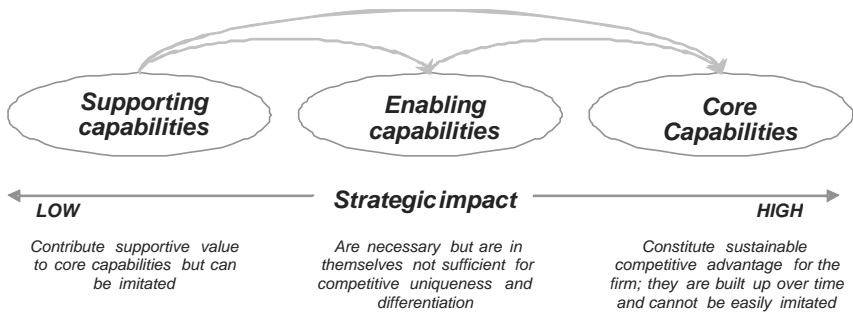 Supporting
capabilities
Enabling
capabilities
Core
Capabilities
Strategic impact
LOW
HIGH
Contribute supportive value
to core capabilities but can
be imitated
Are necessary but are in
themselves not sufficient for
competitive uniqueness and
differentiation
Constitute sustainable
competitive advantage for the
firm; they are built up over time
and cannot be easily imitated